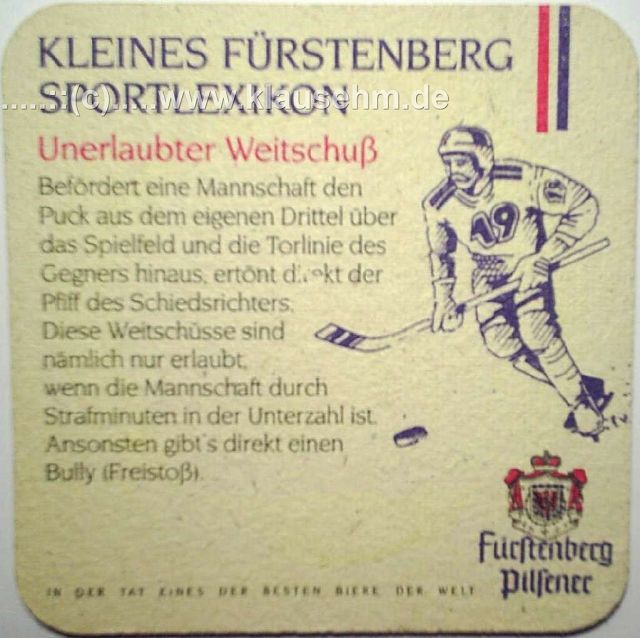 KLEINES FÜRSTENBERG
SPORTLEXIKON
......::(c).....www.klausehm.de
Unerlaubter Weitschuß
Befördert eine Mannschaft den
Puck aus dem eigenen Drittel über
das Spielfeld und die Torlinie des
Gegners hinaus, ertönt direkt der
Pfiff des Schiedsrichters.
Diese Weitschüsse sind
nämlich nur erlaubt,
wenn die Mannschaft durch
Strafminuten in der Unterzahl ist.
Ansonsten gibt's direkt einen
Bully (Freistoß).
19
Fürstenberg
Pilsener
IN DER TAT EINES DER BESTEN BIERE DER WELT